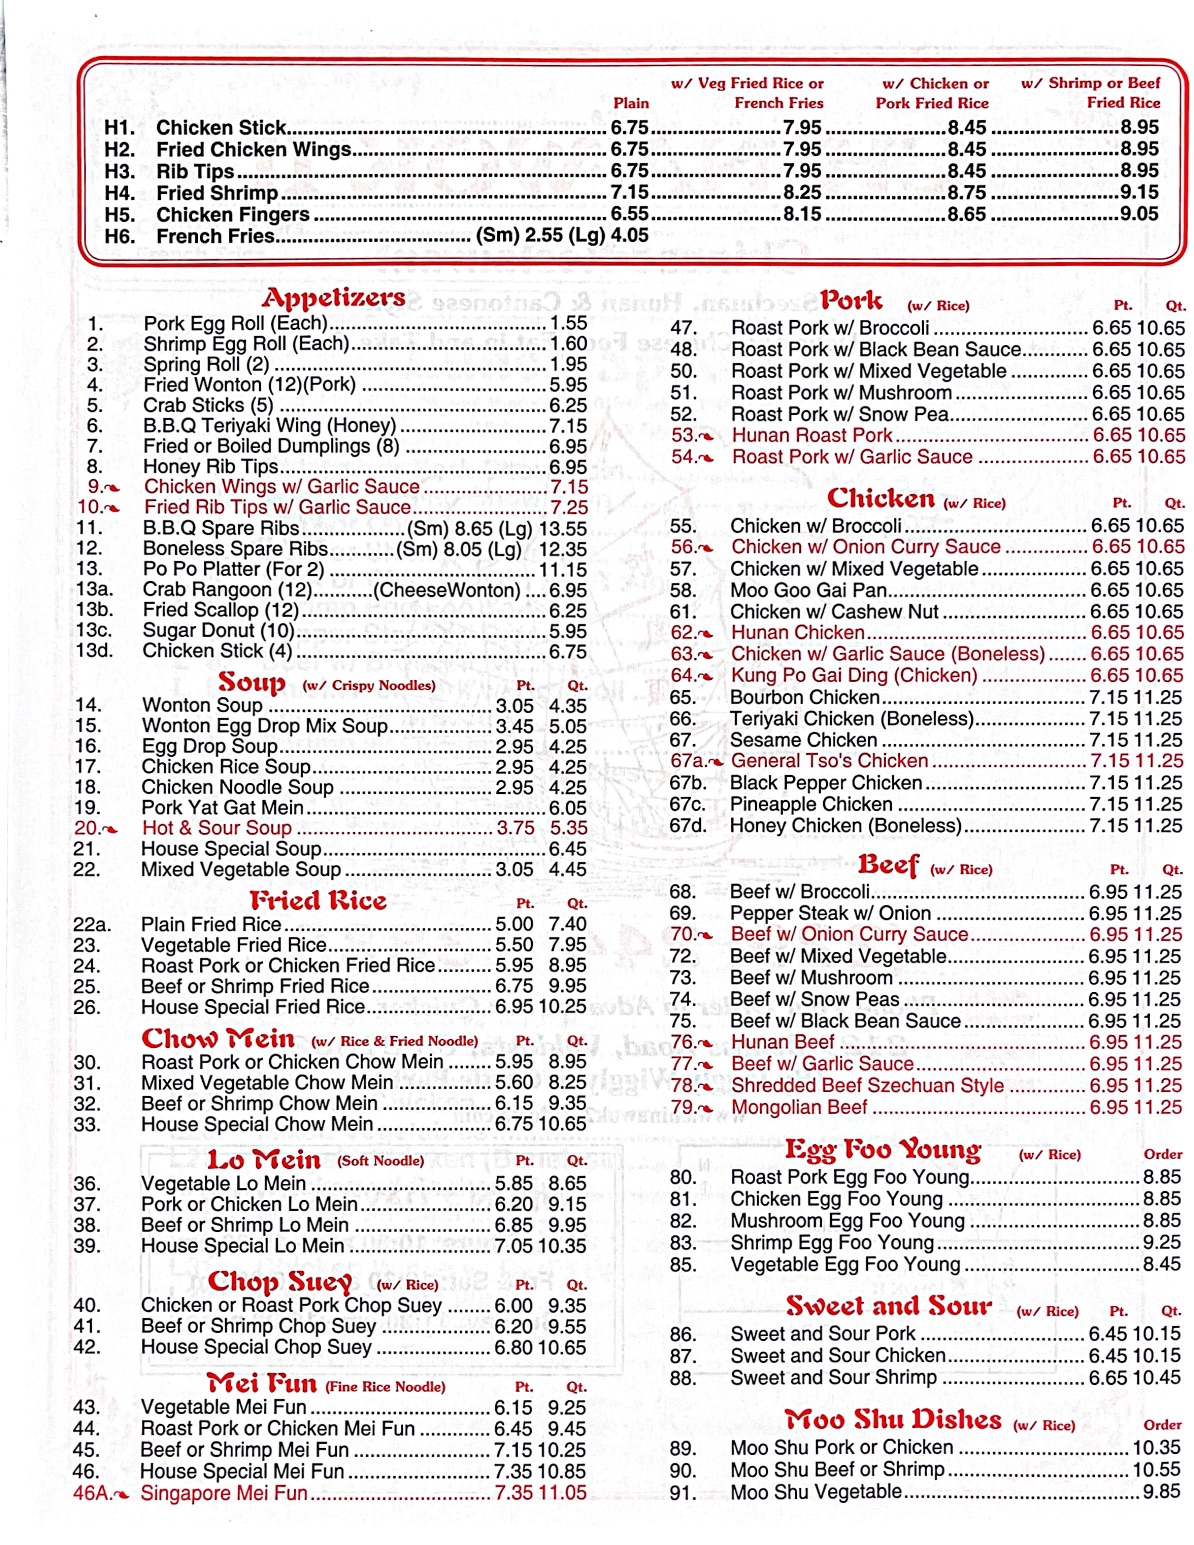 w/ Veg Fried Rice or w/ Chicken or w/ Shrimp or Beef
Plain French Fries Pork Fried Rice Fried Rice
H1. Chicken Stick 6.75 7.95 8.45 8.95
H2. Fried Chicken Wings 6.75 7.95 8.45 8.95
H3. Rib Tips 6.75 7.95 8.45 8.95
H4. Fried Shrimp 7.15 8.25 8.75 9.15
H5. Chicken Fingers 6.55 8.15 8.65 9.05
H6. French Fries (Sm) 2.55 (Lg) 4.05
Appetizers
1. Pork Egg Roll (Each) 1.55
2. Shrimp Egg Roll (Each) 1.60
3. Spring Roll (2) 1.95
4. Fried Wonton (12)(Pork) 5.95
5. Crab Sticks (5) 6.25
6. B.B.Q Teriyaki Wing (Honey) 7.15
7. Fried or Boiled Dumplings (8) 6.95
8. Honey Rib Tips 6.95
9. Chicken Wings w/ Garlic Sauce 7.15
10. Fried Rib Tips w/ Garlic Sauce 7.25
11. B.B.Q Spare Ribs (Sm) 8.65 (Lg) 13.55
12. Boneless Spare Ribs (Sm) 8.05 (Lg) 12.35
13. Po Po Platter (For 2) 11.15
13a. Crab Rangoon (12) (CheeseWonton) 6.95
13b. Fried Scallop (12) 6.25
13c. Sugar Donut (10) 5.95
13d. Chicken Stick (4) 6.75
Soup (w/ Crispy Noodles) Pt. Qt.
14. Wonton Soup 3.05 4.35
15. Wonton Egg Drop Mix Soup 3.45 5.05
16. Egg Drop Soup 2.95 4.25
17. Chicken Rice Soup 2.95 4.25
18. Chicken Noodle Soup 2.95 4.25
19. Pork Yat Gat Mein 6.05
20. Hot & Sour Soup 3.75 5.35
21. House Special Soup 6.45
22. Mixed Vegetable Soup 3.05 4.45
Fried Rice Pt. Qt.
22a. Plain Fried Rice 5.00 7.40
23. Vegetable Fried Rice 5.50 7.95
24. Roast Pork or Chicken Fried Rice 5.95 8.95
25. Beef or Shrimp Fried Rice 6.75 9.95
26. House Special Fried Rice 6.95 10.25
Chow Mein (w/ Rice & Fried Noodle) Pt. Qt.
30. Roast Pork or Chicken Chow Mein 5.95 8.95
31. Mixed Vegetable Chow Mein 5.60 8.25
32. Beef or Shrimp Chow Mein 6.15 9.35
33. House Special Chow Mein 6.75 10.65
Lo Mein (Soft Noodle) Pt. Qt.
36. Vegetable Lo Mein 5.85 8.65
37. Pork or Chicken Lo Mein 6.20 9.15
38. Beef or Shrimp Lo Mein 6.85 9.95
39. House Special Lo Mein 7.05 10.35
Chop Suey (w/ Rice) Pt. Qt.
40. Chicken or Roast Pork Chop Suey 6.00 9.35
41. Beef or Shrimp Chop Suey 6.20 9.55
42. House Special Chop Suey 6.80 10.65
Mei Fun (Fine Rice Noodle) Pt. Qt.
43. Vegetable Mei Fun 6.15 9.25
44. Roast Pork or Chicken Mei Fun 6.45 9.45
45. Beef or Shrimp Mei Fun 7.15 10.25
46. House Special Mei Fun 7.35 10.85
46A. Singapore Mei Fun 7.35 11.05
Pork (w/ Rice) Pt. Qt.
47. Roast Pork w/ Broccoli 6.65 10.65
48. Roast Pork w/ Black Bean Sauce 6.65 10.65
50. Roast Pork w/ Mixed Vegetable 6.65 10.65
51. Roast Pork w/ Mushroom 6.65 10.65
52. Roast Pork w/ Snow Pea 6.65 10.65
53. Hunan Roast Pork 6.65 10.65
54. Roast Pork w/ Garlic Sauce 6.65 10.65
Chicken (w/ Rice) Pt. Qt.
55. Chicken w/ Broccoli 6.65 10.65
56. Chicken w/ Onion Curry Sauce 6.65 10.65
57. Chicken w/ Mixed Vegetable 6.65 10.65
58. Moo Goo Gai Pan 6.65 10.65
61. Chicken w/ Cashew Nut 6.65 10.65
62. Hunan Chicken 6.65 10.65
63. Chicken w/ Garlic Sauce (Boneless) 6.65 10.65
64. Kung Po Gai Ding (Chicken) 6.65 10.65
65. Bourbon Chicken 7.15 11.25
66. Teriyaki Chicken (Boneless) 7.15 11.25
67. Sesame Chicken 7.15 11.25
67a. General Tso's Chicken 7.15 11.25
67b. Black Pepper Chicken 7.15 11.25
67c. Pineapple Chicken 7.15 11.25
67d. Honey Chicken (Boneless) 7.15 11.25
Beef (w/ Rice) Pt. Qt.
68. Beef w/ Broccoli 6.95 11.25
69. Pepper Steak w/ Onion 6.95 11.25
70. Beef w/ Onion Curry Sauce 6.95 11.25
72. Beef w/ Mixed Vegetable 6.95 11.25
73. Beef w/ Mushroom 6.95 11.25
74. Beef w/ Snow Peas 6.95 11.25
75. Beef w/ Black Bean Sauce 6.95 11.25
76. Hunan Beef 6.95 11.25
77. Beef w/ Garlic Sauce 6.95 11.25
78. Shredded Beef Szechuan Style 6.95 11.25
79. Mongolian Beef 6.95 11.25
Egg Foo Young (w/ Rice) Order
80. Roast Pork Egg Foo Young 8.85
81. Chicken Egg Foo Young 8.85
82. Mushroom Egg Foo Young 8.85
83. Shrimp Egg Foo Young 9.25
85. Vegetable Egg Foo Young 8.45
Sweet and Sour (w/ Rice) Pt. Qt.
86. Sweet and Sour Pork 6.45 10.15
87. Sweet and Sour Chicken 6.45 10.15
88. Sweet and Sour Shrimp 6.65 10.45
Moo Shu Dishes (w/ Rice) Order
89. Moo Shu Pork or Chicken 10.35
90. Moo Shu Beef or Shrimp 10.55
91. Moo Shu Vegetable 9.85